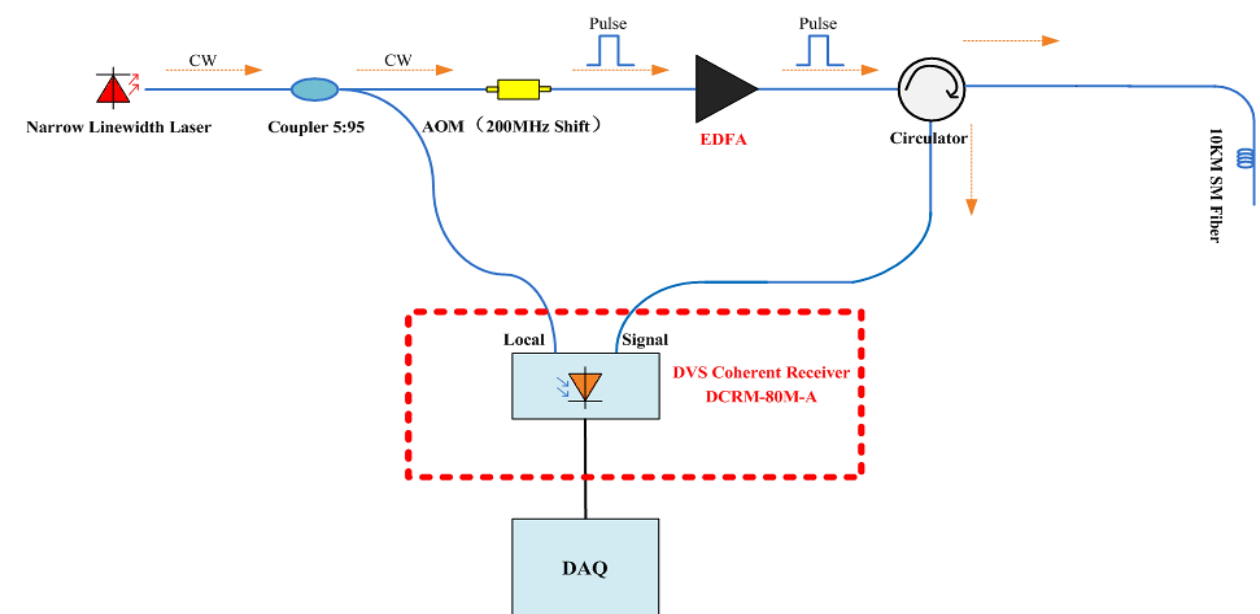 Pulse
Pulse
CW
CW
Narrow Linewidth Laser
Coupler 5:95
AOM（200MHz Shift）
EDFA
Circulator
10KM SM Fiber
Local
Signal
DVS Coherent Receiver
DCRM-80M-A
DAQ